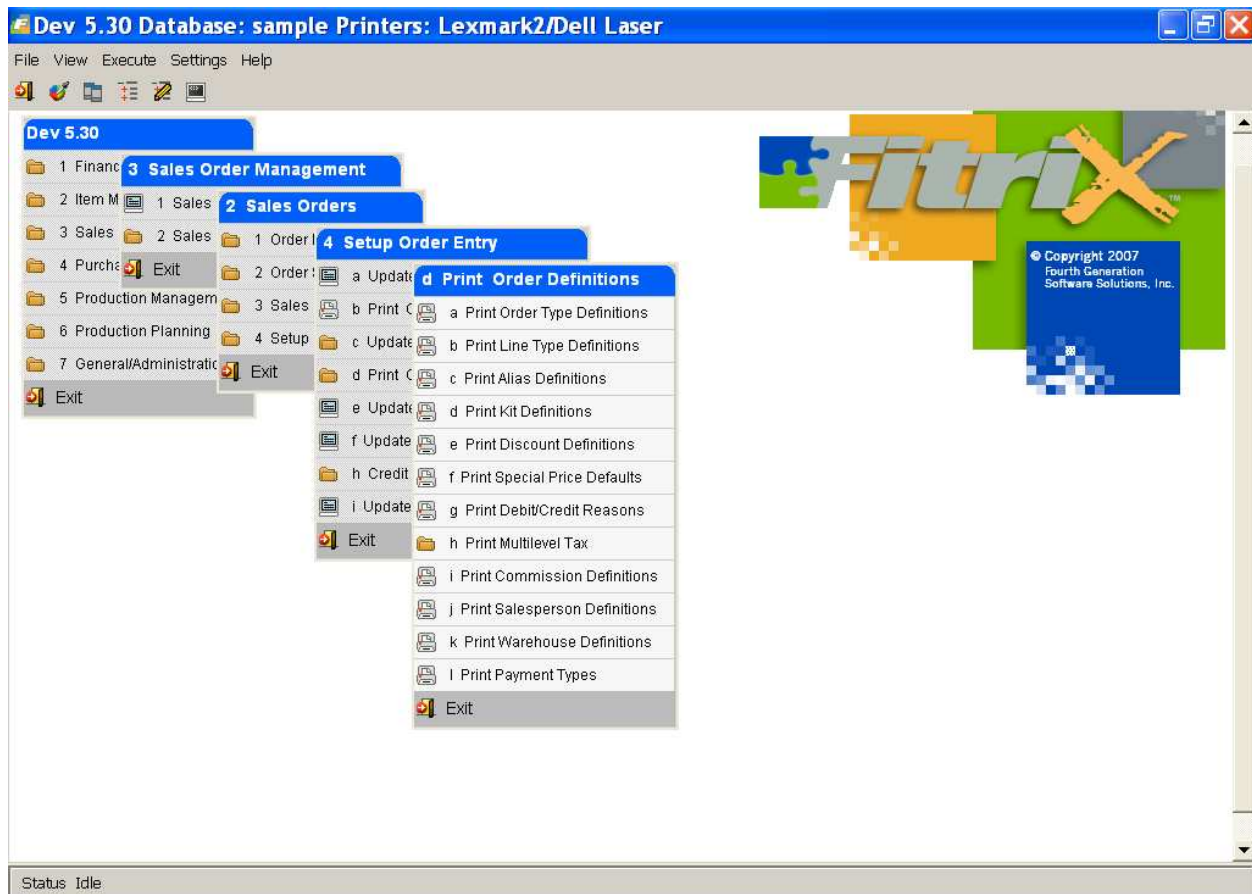 Dev 5.30 Database: sample Printers: Lexmark2/Dell Laser
File View Execute Settings Help
Dev 5.30
1 Financ
2 Item M
3 Sales
4 Purcha
5 Production Managem
6 Production Planning
7 General/Administratic
Exit
3 Sales Order Management
1 Sales
2 Sales
Exit
2 Sales Orders
1 Order I
2 Order
3 Sales
4 Setup
Exit
4 Setup Order Entry
a Update
b Print
c Update
d Print
e Update
f Update
h Credit
i Update
Exit
d Print Order Definitions
a Print Order Type Definitions
b Print Line Type Definitions
c Print Alias Definitions
d Print Kit Definitions
e Print Discount Definitions
f Print Special Price Defaults
g Print Debit/Credit Reasons
h Print Multilevel Tax
i Print Commission Definitions
j Print Salesperson Definitions
k Print Warehouse Definitions
l Print Payment Types
Exit
Fitrix
TM
© Copyright 2007
Fourth Generation
Software Solutions, Inc.
Status Idle